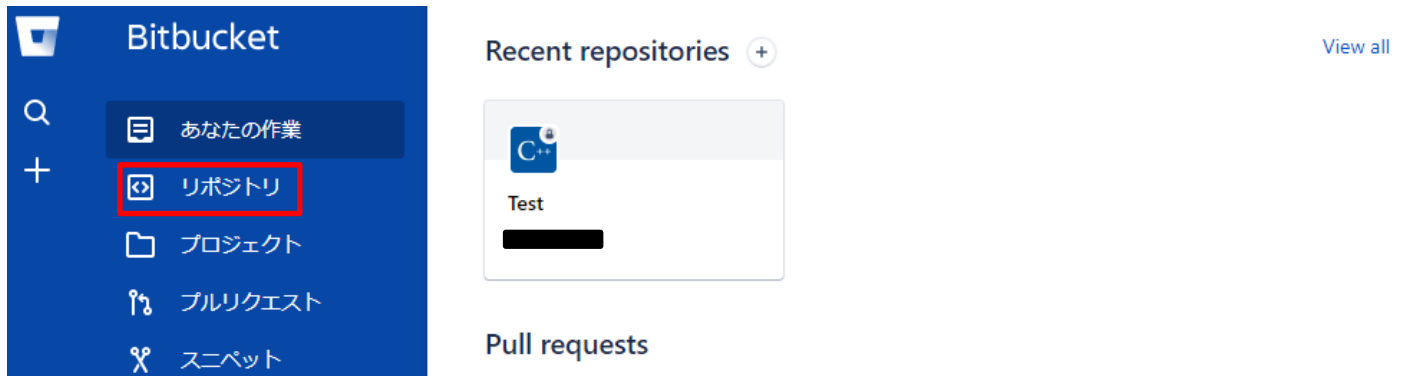 Bitbucket
あなたの作業
リポジトリ
プロジェクト
プルリクエスト
スニペット
Recent repositories
View all
C++
Test
Pull requests